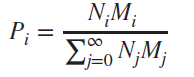 P_i = \frac{N_i M_i}{\sum_{j=0}^{\infty} N_j M_j}